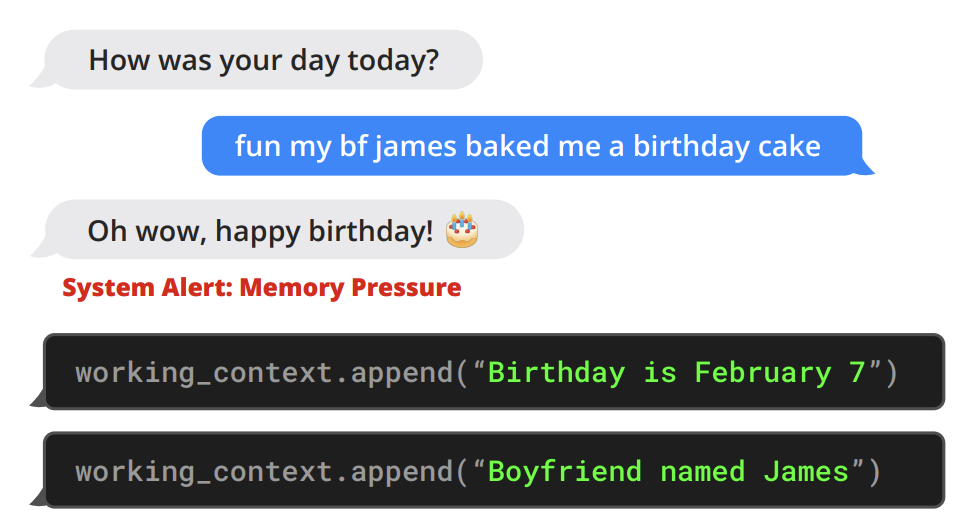 How was your day today?
fun my bf james baked me a birthday cake
Oh wow, happy birthday! 🎂
System Alert: Memory Pressure
working_context.append(“Birthday is February 7”)
working_context.append(“Boyfriend named James”)